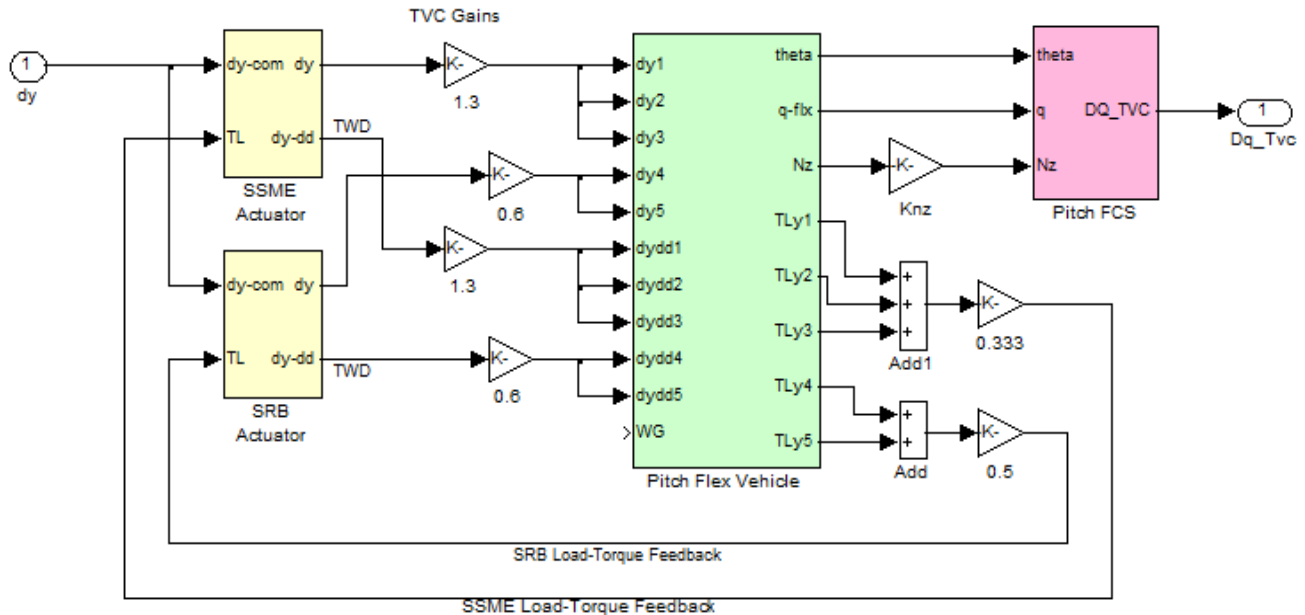 TVC Gains
1
dy
dy-com dy
TL dy-dd
SSME
Actuator
TWD
K-
1.3
K-
0.6
K-
1.3
dy-com dy
TL dy-dd
SRB
Actuator
TWD
K-
0.6
dy1
dy2
dy3
dy4
dy5
dydd1
dydd2
dydd3
dydd4
dydd5
WG
theta
q-flx
Nz
TLy1
TLy2
TLy3
TLy4
TLy5
Pitch Flex Vehicle
K-
Knz
theta
q DQ_TVC
Nz
Pitch FCS
1
Dq_Tvc
+
+
+
Add1
K-
0.333
+
+
Add
K-
0.5
SRB Load-Torque Feedback
SSME Load-Torque Feedback